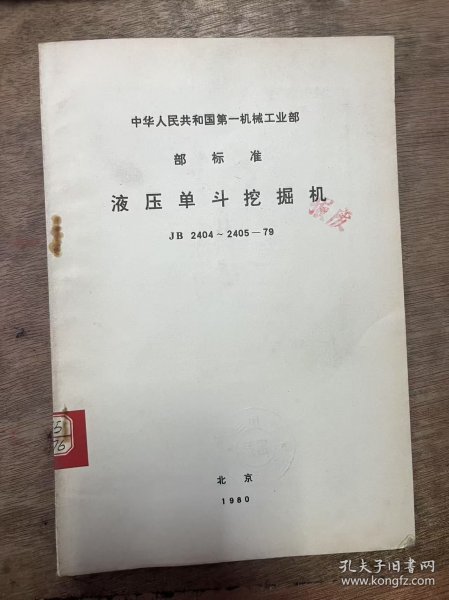 中华人民共和国第一机械工业部
部标准
液压单斗挖掘机
JB 2404～2405—79
报废
北京
1980
孔夫子旧书网
www.kongfz.com